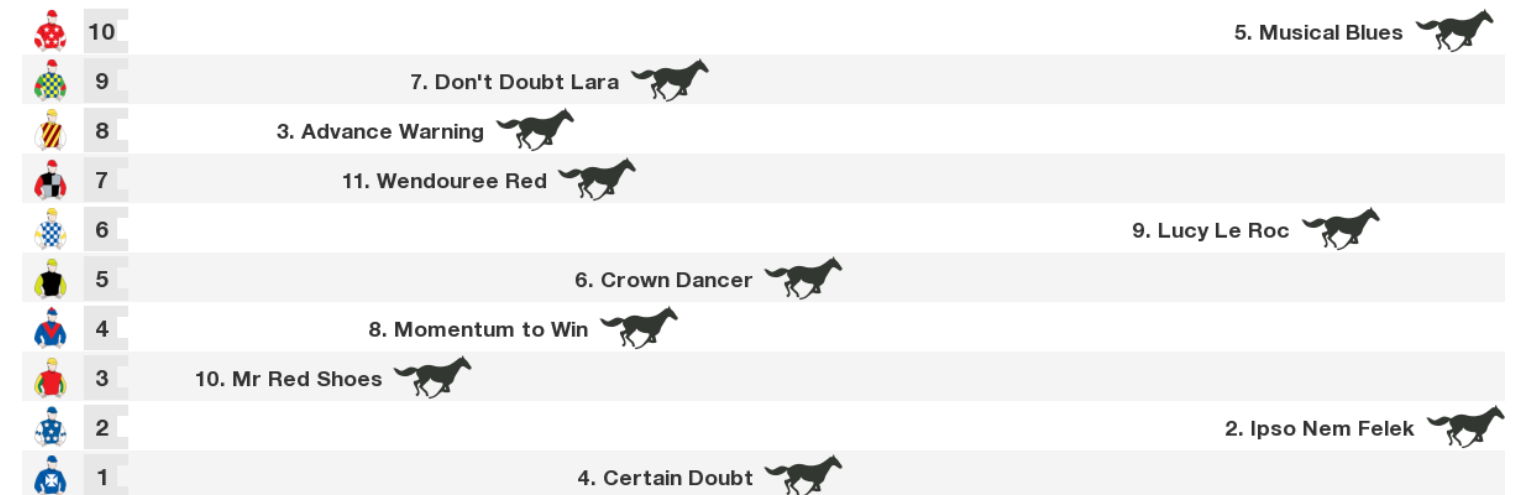 10 5. Musical Blues
9 7. Don't Doubt Lara
8 3. Advance Warning
7 11. Wendouree Red
6 9. Lucy Le Roc
5 6. Crown Dancer
4 8. Momentum to Win
3 10. Mr Red Shoes
2 2. Ipso Nem Felek
1 4. Certain Doubt